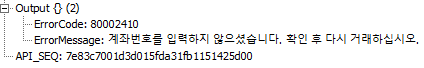 Output {} (2)
ErrorCode: 80002410
ErrorMessage: 계좌번호를 입력하지 않으셨습니다. 확인 후 다시 거래하십시오.
API_SEQ: 7e83c7001d3d015fda31fb1151425d00